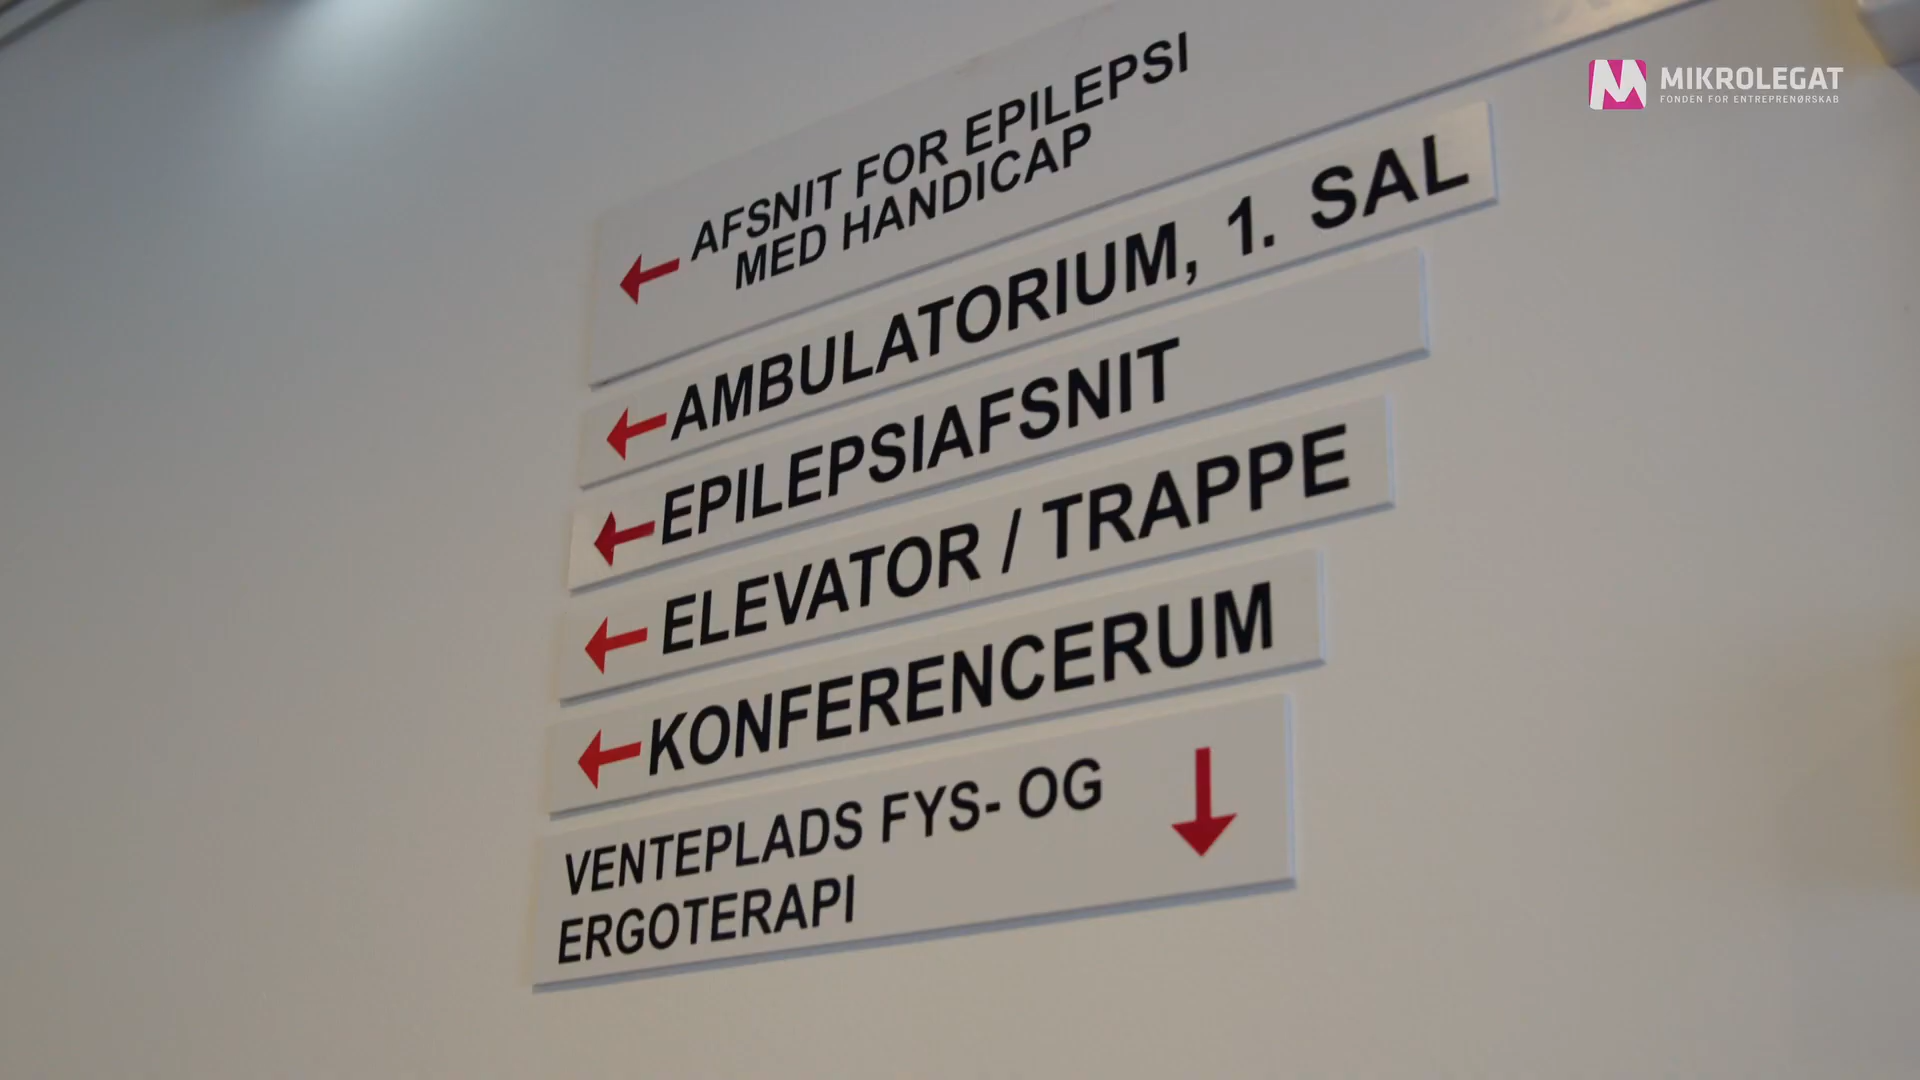 MIKROLEGAT
FONDEN FOR ENTREPRENØRSKAB
AFSNIT FOR EPILEPSI
MED HANDICAP
AMBULATORIUM, 1. SAL
EPILEPSIAFSNIT
ELEVATOR / TRAPPE
KONFERENCERUM
VENTEPLADS FYS- OG
ERGOTERAPI